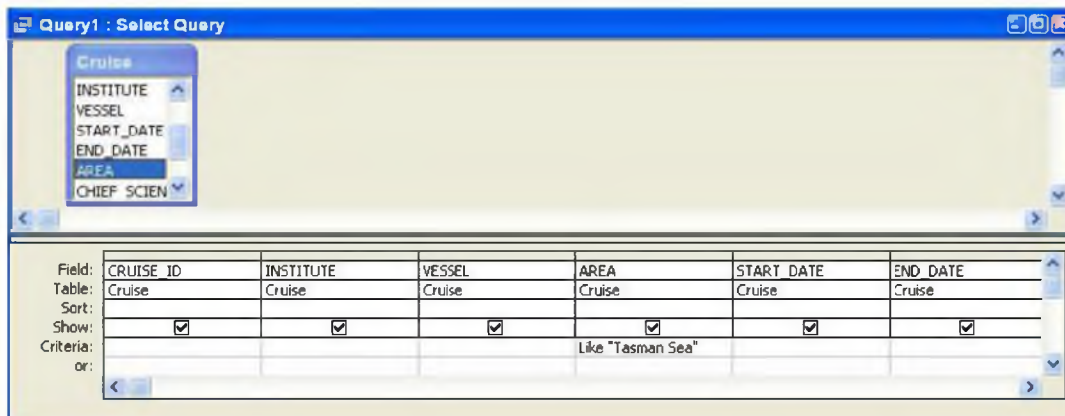 Query1 : Select Query
Cruise
INSTITUTE
VESSEL
START_DATE
END_DATE
AREA
CHIEF_SCIEN
Field: CRUISE_ID INSTITUTE VESSEL AREA START_DATE END_DATE
Table: Cruise Cruise Cruise Cruise Cruise Cruise
Sort:
Show:
Criteria: Like "Tasman Sea"
or: